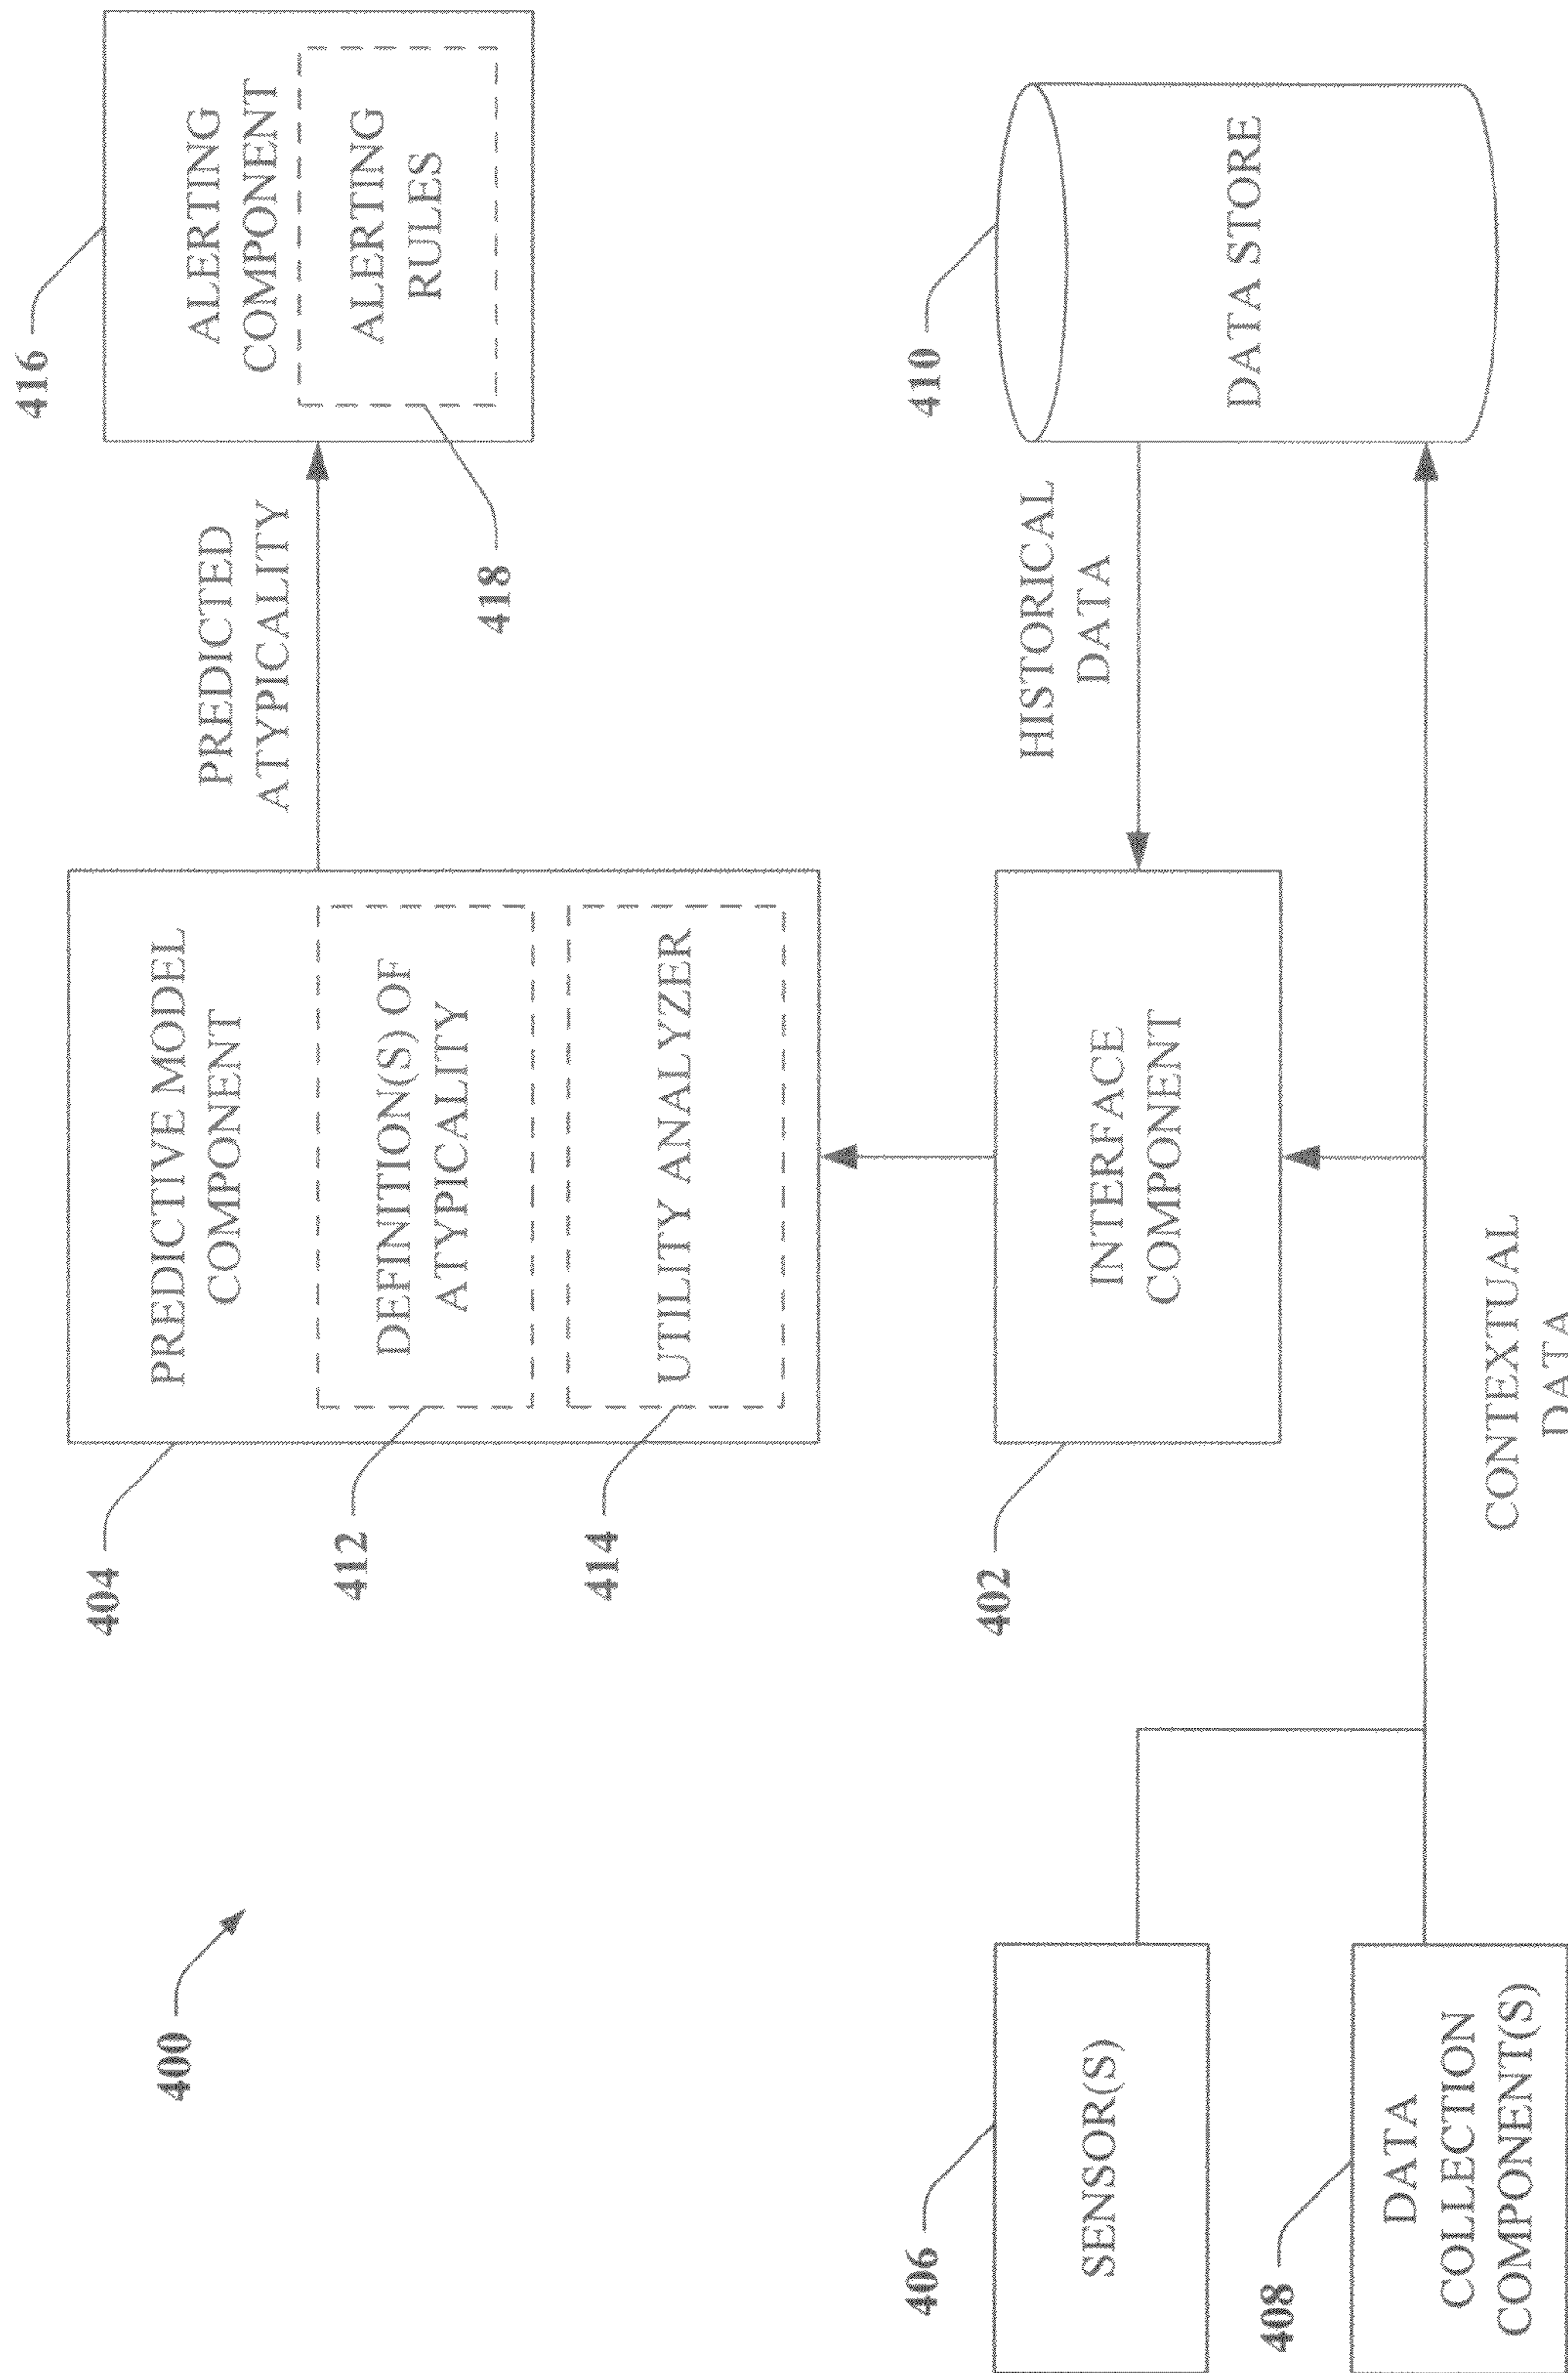 400
404
PREDICTIVE MODEL
COMPONENT
412
DEFINITION(S) OF
ATYPICALITY
414
UTILITY ANALYZER
PREDICTED
ATYPICALITY
416
ALERTING
COMPONENT
ALERTING
RULES
418
406
SENSOR(S)
402
INTERFACE
COMPONENT
HISTORICAL
DATA
410
DATA STORE
408
DATA
COLLECTION
COMPONENT(S)
CONTEXTUAL
DATA